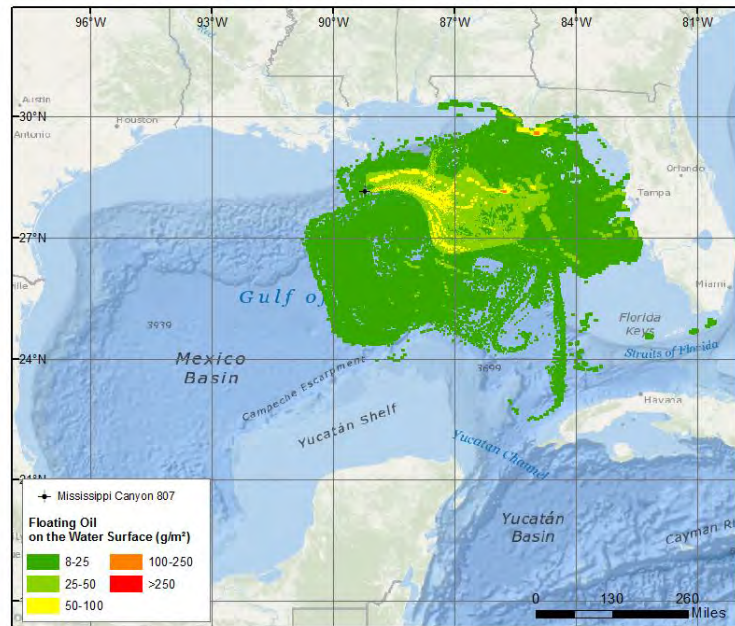 96°W 93°W 90°W 87°W 84°W 81°W
Red
Austin
Houston
Antonio
30°N
Orlando
Tampa
27°N
Gulf of
Miami
Florida
Keys
3939
Mexico
Basin
24°N
Straits of Florida
3699
Campeche Escarpment
Havana
Yucatán Shelf
Yucatan Channel
Mississippi Canyon 807
Floating Oil
on the Water Surface (g/m²)
8-25 100-250
25-50 >250
50-100
Yucatán
Basin
Cayman
0 130 260
Miles